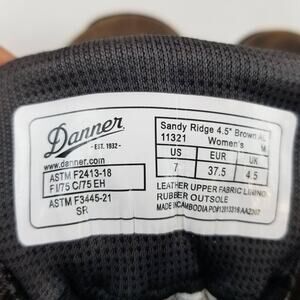 Danner
- EST. 1932 -
www.danner.com
ASTM F2413-18
F I/75 C/75 EH
ASTM F3445-21
SR
Sandy Ridge 4.5" Brown AL
11321 Women's M
US EUR UK
7 37.5 4.5
LEATHER UPPER FABRIC LINING
RUBBER OUTSOLE
MADE IN CAMBODIA